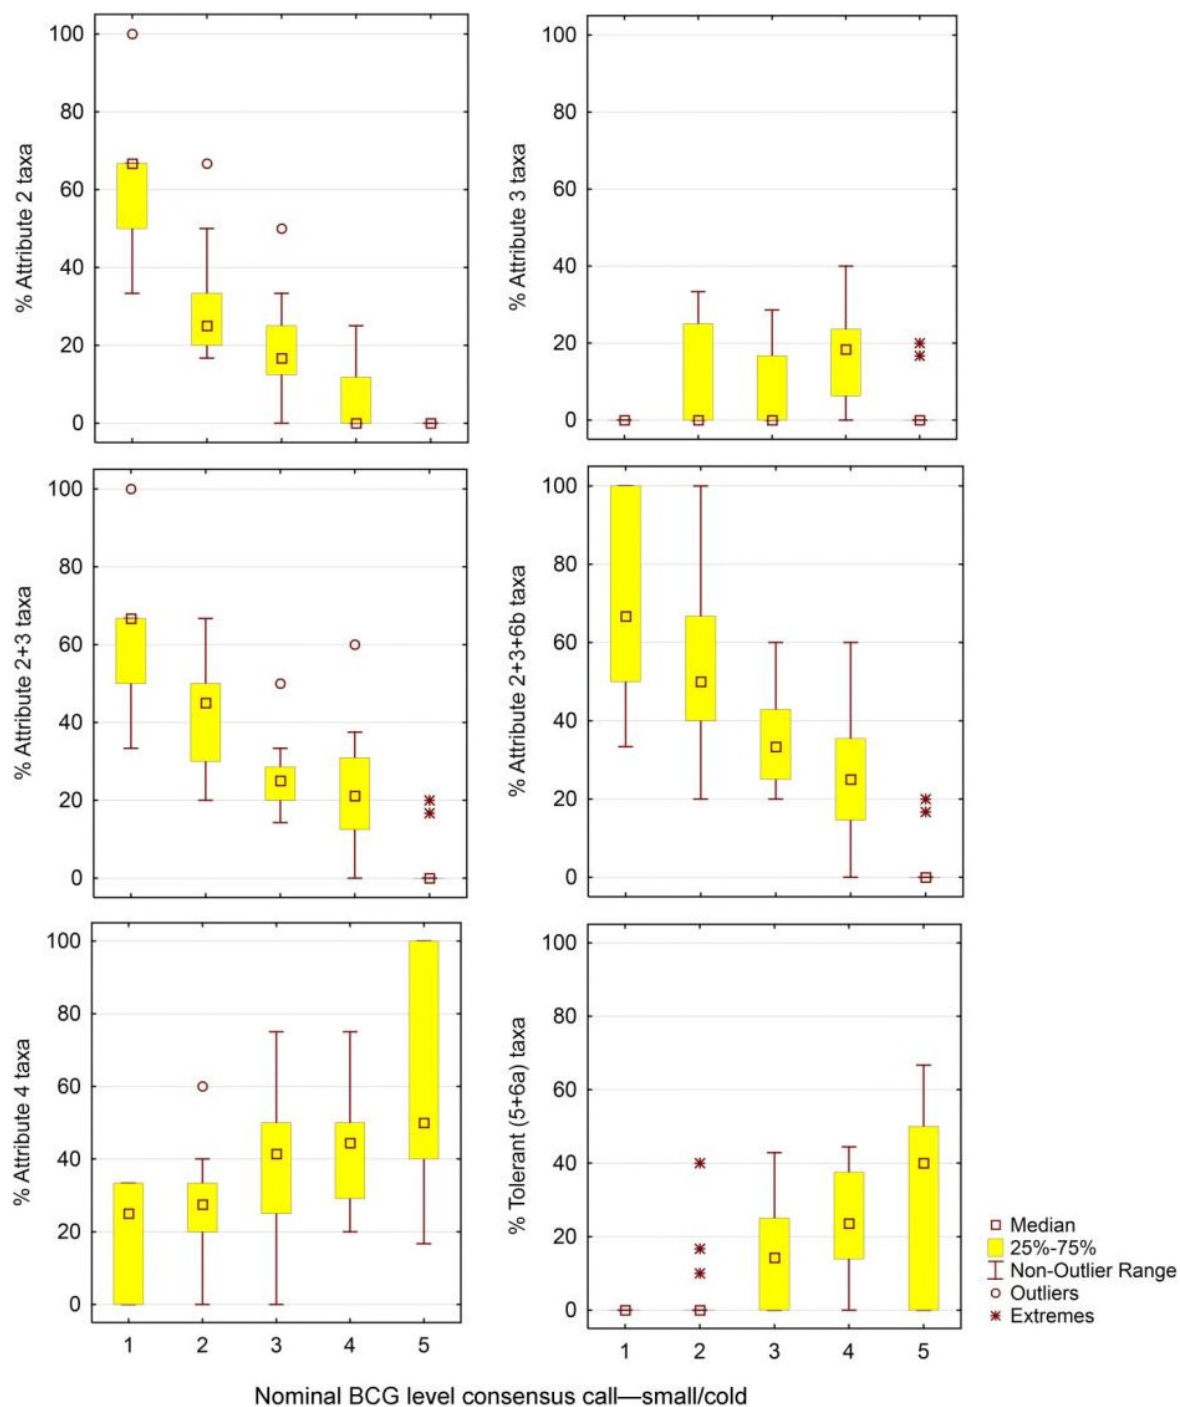 % Attribute 2 taxa
100
80
60
40
20
0
% Attribute 3 taxa
100
80
60
40
20
0
% Attribute 2+3 taxa
100
80
60
40
20
0
% Attribute 2+3+6b taxa
100
80
60
40
20
0
% Attribute 4 taxa
100
80
60
40
20
0
1 2 3 4 5
% Tolerant (5+6a) taxa
100
80
60
40
20
0
1 2 3 4 5
Median
25%-75%
Non-Outlier Range
Outliers
Extremes
Nominal BCG level consensus call—small/cold